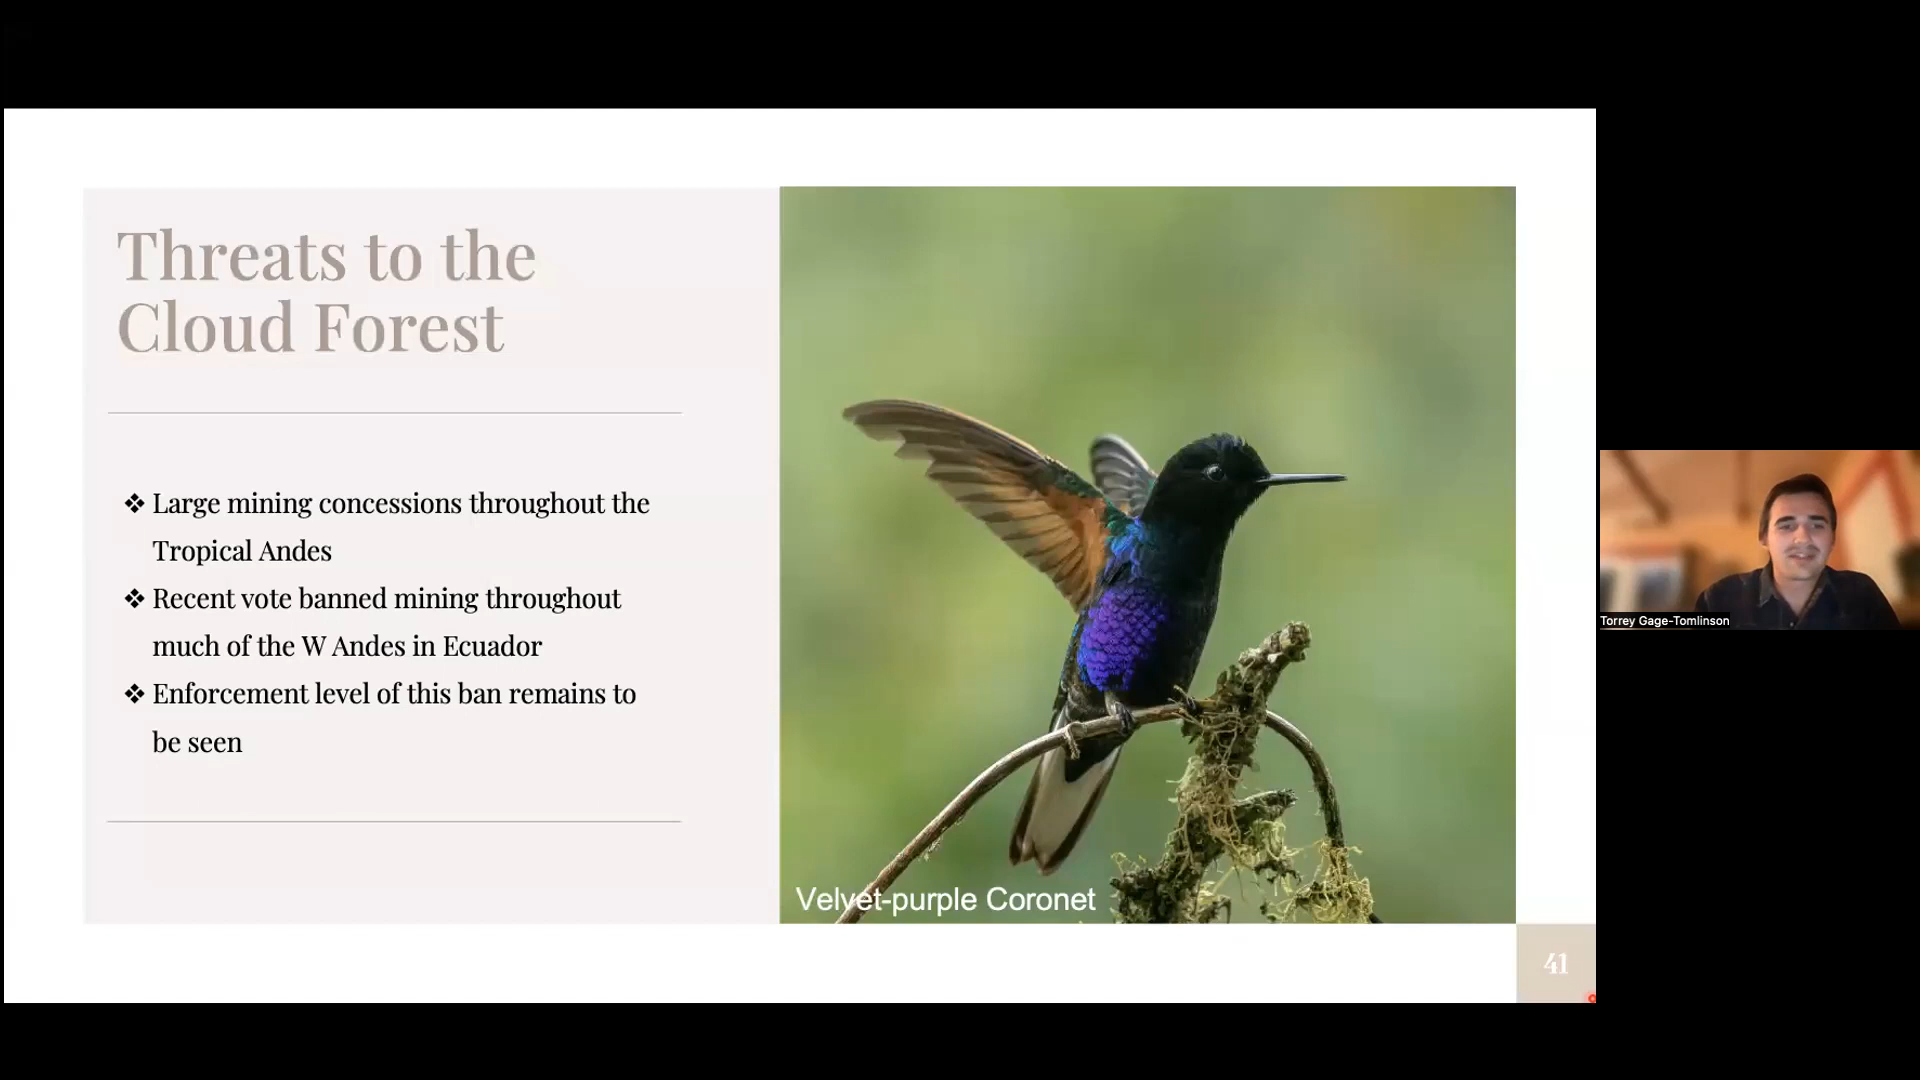 Threats to the
Cloud Forest
❖ Large mining concessions throughout the
Tropical Andes
❖ Recent vote banned mining throughout
much of the W Andes in Ecuador
❖ Enforcement level of this ban remains to
be seen
Velvet-purple Coronet
41
Torrey Gage-Tomlinson